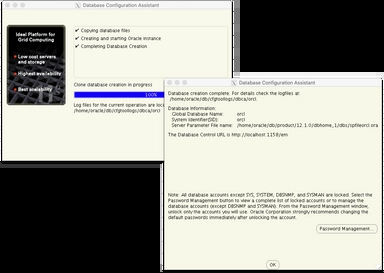 Database Configuration Assistant
Ideal Platform for
Grid Computing
Low cost servers
and storage
Highest availability
Best scalability
Copying database files
Creating and starting Oracle instance
Completing Database Creation
Clone database creation in progress
100%
Log files for the current operation are loca
/home/oracle/db/cfgtoollogs/dbca/orcl
Database Configuration Assistant
Database creation complete. For details check the logfiles at:
/home/oracle/db/cfgtoollogs/dbca/orcl.
Database Information:
Global Database Name: orcl
System Identifier(SID): orcl
Server Parameter File name: /home/oracle/db/product/12.1.0/dbhome_1/dbs/spfileorcl.ora
The Database Control URL is http://localhost:1158/em
Note: All database accounts except SYS, SYSTEM, DBSNMP, and SYSMAN are locked. Select the
Password Management button to view a complete list of locked accounts or to manage
the database accounts (except DBSNMP and SYSMAN). From the Password Management window,
unlock only the accounts you will use. Oracle Corporation strongly recommends changing the
default passwords immediately after unlocking the account.
Password Management...
OK